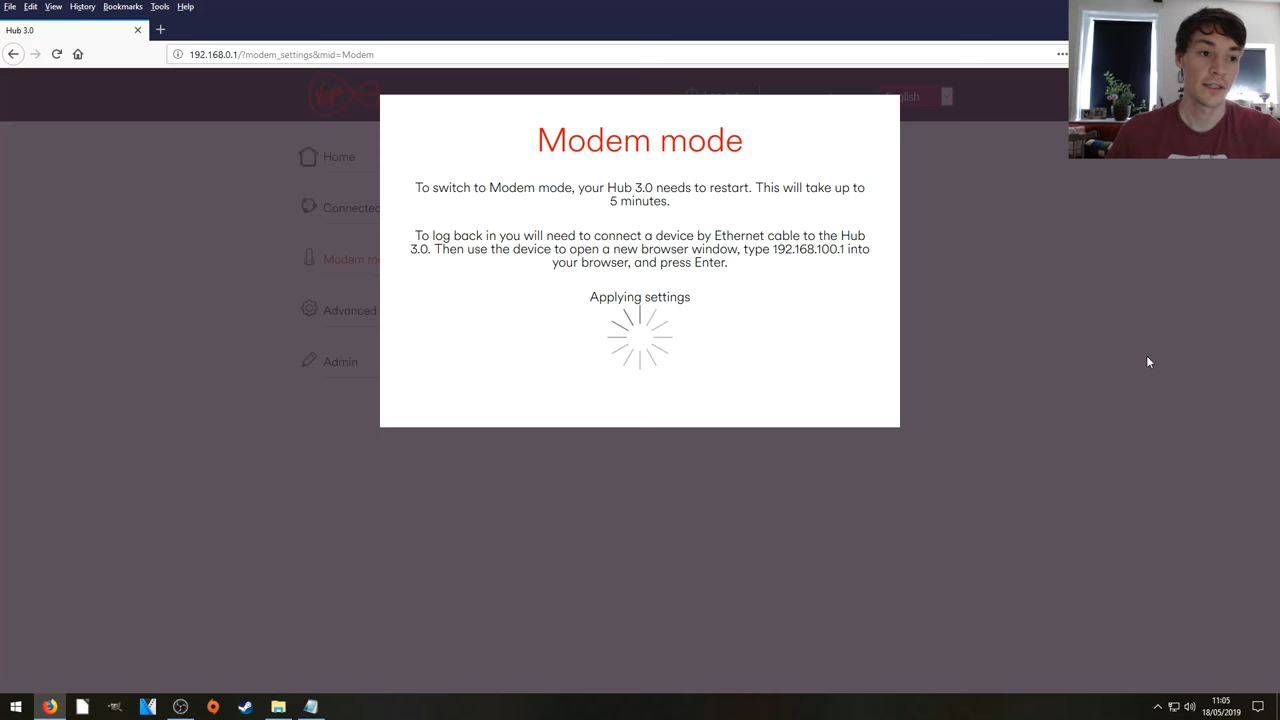 File Edit View History Bookmarks Tools Help
Hub 3.0
192.168.0.1/?modem_settings&mid=Modem
English
Modem mode
To switch to Modem mode, your Hub 3.0 needs to restart. This will take up to
5 minutes.
To log back in you will need to connect a device by Ethernet cable to the Hub
3.0. Then use the device to open a new browser window, type 192.168.100.1 into
your browser, and press Enter.
Applying settings
Home
Connected
Modem mo
Advanced
Admin
11:05
18/05/2019